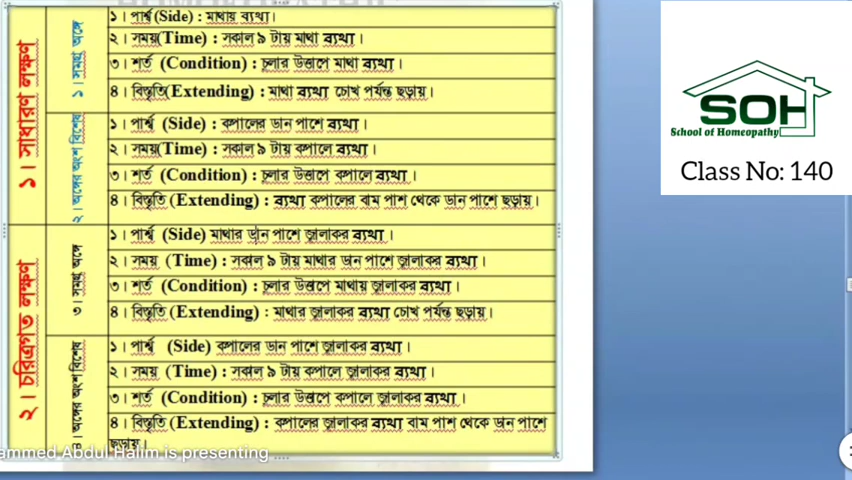 ১। সাধারণ লক্ষণ
১। সমগ্র অঙ্গে
১। পার্শ্ব (Side) : মাথায় ব্যথা।
২। সময়(Time) : সকাল ৯ টায় মাথা ব্যথা।
৩। শর্ত (Condition) : চুলার উত্তাপে মাথা ব্যথা।
৪। বিস্তৃতি(Extending) : মাথা ব্যথা চোখ পর্যন্ত ছড়ায়।
২। অঙ্গের অংশ বিশেষ
১। পার্শ্ব (Side) : কপালের ডান পাশে ব্যথা।
২। সময়(Time) : সকাল ৯ টায় কপালে ব্যথা।
৩। শর্ত (Condition) : চুলার উত্তাপে কপালে ব্যথা।
৪। বিস্তৃতি (Extending) : ব্যথা কপালের বাম পাশ থেকে ডান পাশে ছড়ায়।
২। চরিত্রগত লক্ষণ
৩। সমগ্র অঙ্গে
১। পার্শ্ব (Side) মাথার ডান পাশে জ্বালাকর ব্যথা।
২। সময় (Time) : সকাল ৯ টায় মাথার ডান পাশে জ্বালাকর ব্যথা।
৩। শর্ত (Condition) : চুলার উত্তাপে মাথায় জ্বালাকর ব্যথা।
৪। বিস্তৃতি (Extending) : মাথার জ্বালাকর ব্যথা চোখ পর্যন্ত ছড়ায়।
৪। অঙ্গের অংশ বিশেষ
১। পার্শ্ব (Side) কপালের ডান পাশে জ্বালাকর ব্যথা।
২। সময় (Time) : সকাল ৯ টায় কপালে জ্বালাকর ব্যথা।
৩। শর্ত (Condition) : চুলার উত্তাপে কপালে জ্বালাকর ব্যথা।
৪। বিস্তৃতি (Extending) : কপালের জ্বালাকর ব্যথা বাম পাশ থেকে ডান পাশে
ছড়ায়।
ammed Abdul Halim is presenting
SOH
School of Homeopathy
Class No: 140